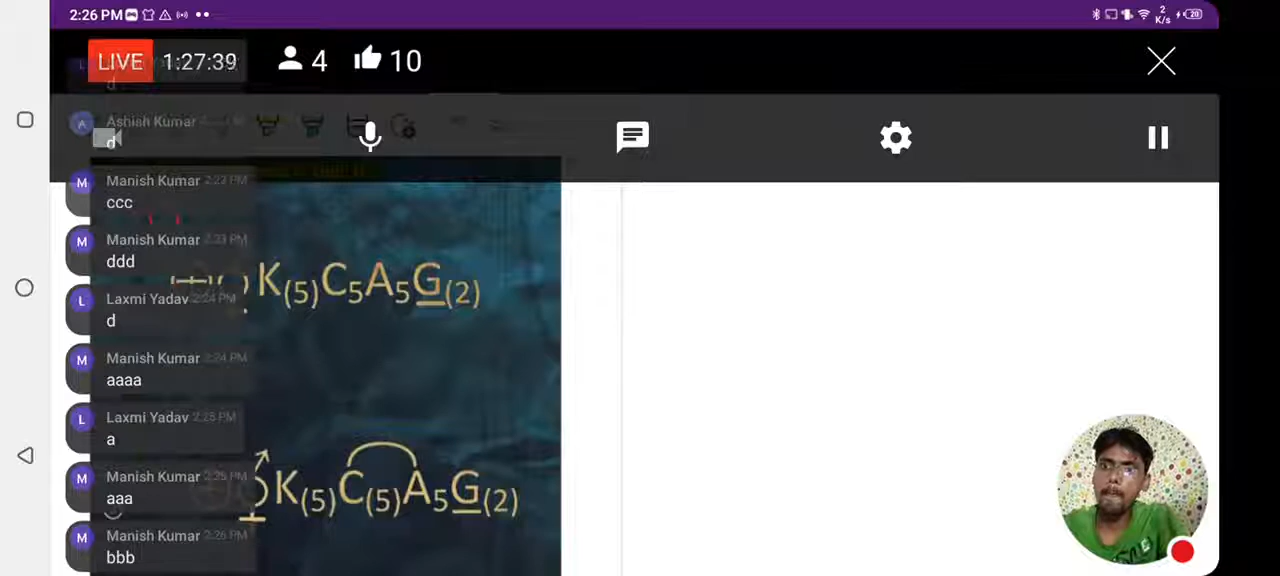 2:26 PM
2 K/s 20
LIVE 1:27:39 4 10
d
Ashish Kumar
d
Manish Kumar 2:23 PM
ccc
Manish Kumar 2:23 PM
ddd
K(5)C5A5G(2)
Laxmi Yadav 2:24 PM
d
Manish Kumar 2:24 PM
aaaa
Laxmi Yadav 2:25 PM
a
Manish Kumar 2:25 PM
aaa
K(5)C(5)A5G(2)
Manish Kumar 2:26 PM
bbb